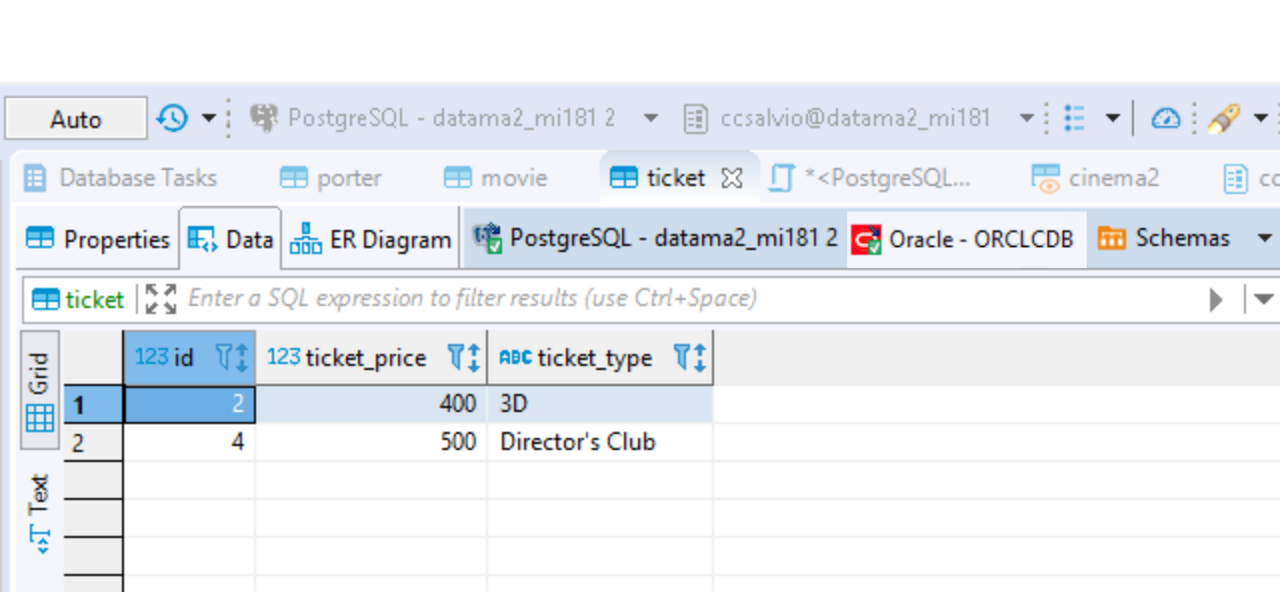 Auto PostgreSQL - datama2_mi181 2 ccsalvio@datama2_mi181
Database Tasks porter movie ticket *<PostgreSQL... cinema2 cc
Properties Data ER Diagram PostgreSQL - datama2_mi181 2 Oracle - ORCLCDB Schemas
ticket Enter a SQL expression to filter results (use Ctrl+Space)
Grid
Text
123 id 123 ticket_price ABC ticket_type
1 2 400 3D
2 4 500 Director's Club